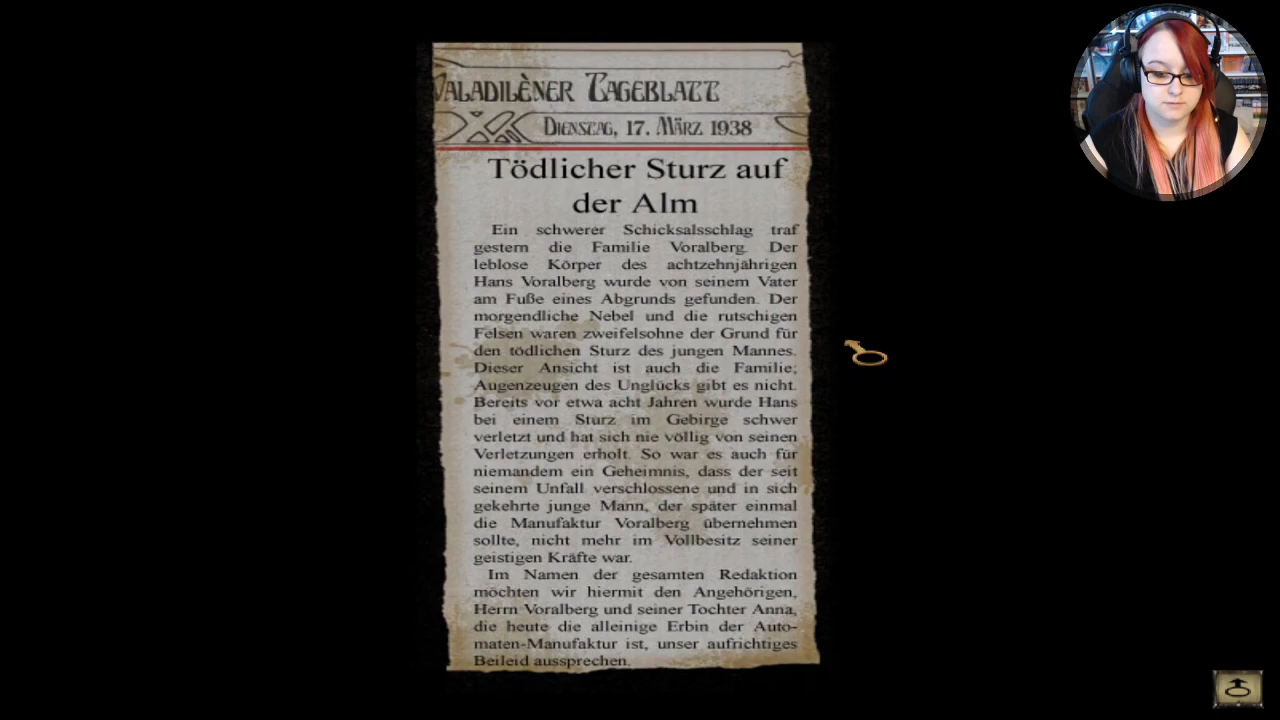 Valadilèner Tageblatt
Dienstag, 17. März 1938
Tödlicher Sturz auf
der Alm
Ein schwerer Schicksalsschlag traf
gestern die Familie Voralberg. Der
leblose Körper des achtzehnjährigen
Hans Voralberg wurde von seinem Vater
am Fuße eines Abgrunds gefunden. Der
morgendliche Nebel und die rutschigen
Felsen waren zweifelsohne der Grund für
den tödlichen Sturz des jungen Mannes.
Dieser Ansicht ist auch die Familie;
Augenzeugen des Unglücks gibt es nicht.
Bereits vor etwa acht Jahren wurde Hans
bei einem Sturz im Gebirge schwer
verletzt und hat sich nie völlig von seinen
Verletzungen erholt. So war es auch für
niemandem ein Geheimnis, dass der seit
seinem Unfall verschlossene und in sich
gekehrte junge Mann, der später einmal
die Manufaktur Voralberg übernehmen
sollte, nicht mehr im Vollbesitz seiner
geistigen Kräfte war.
Im Namen der gesamten Redaktion
möchten wir hiermit den Angehörigen,
Herrn Voralberg und seiner Tochter Anna,
die heute die alleinige Erbin der Auto-
maten-Manufaktur ist, unser aufrichtiges
Beileid aussprechen.